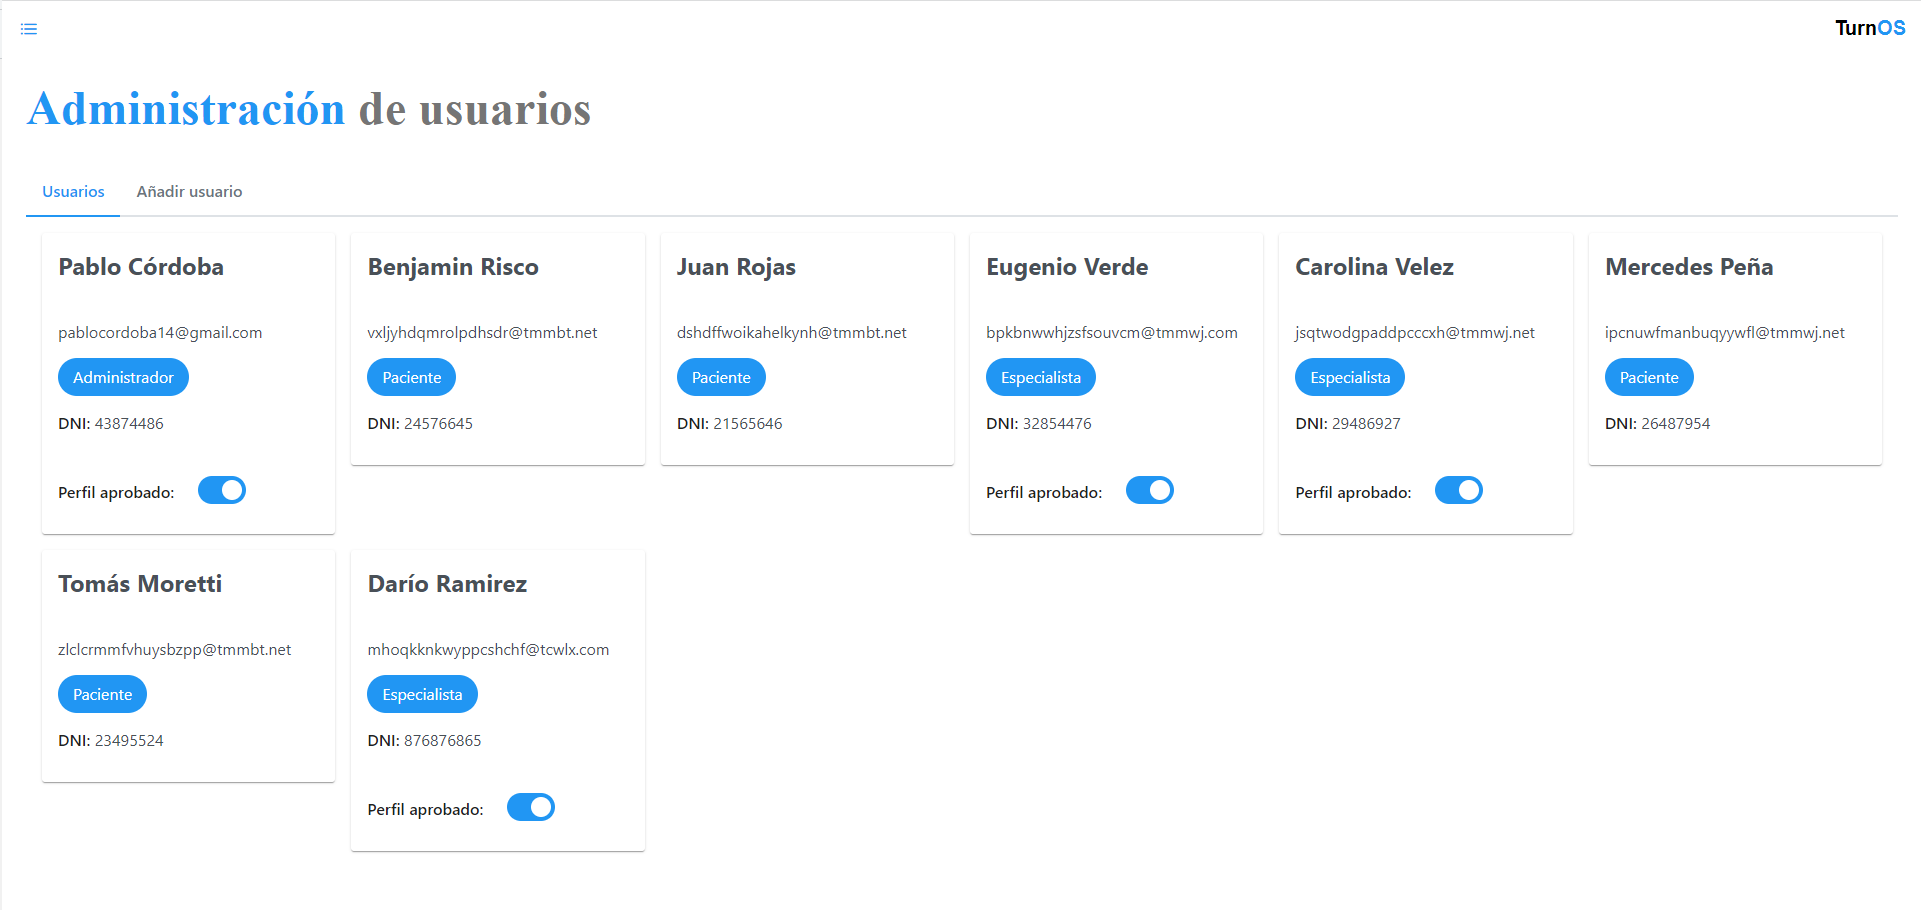 TurnOS
Administración de usuarios
Usuarios
Añadir usuario
Pablo Córdoba
pablocordoba14@gmail.com
Administrador
DNI: 43874486
Perfil aprobado:
Benjamin Risco
vxljyhdqmrolpdhsdr@tmmbt.net
Paciente
DNI: 24576645
Juan Rojas
dshdffwoikahelkynh@tmmbt.net
Paciente
DNI: 21565646
Eugenio Verde
bpkbnwwhjzsfsouvcm@tmmwj.com
Especialista
DNI: 32854476
Perfil aprobado:
Carolina Velez
jsqtwodgpaddpcccxh@tmmwj.net
Especialista
DNI: 29486927
Perfil aprobado:
Mercedes Peña
ipcnuwfmanbuqyywfl@tmmwj.net
Paciente
DNI: 26487954
Tomás Moretti
zlclcrmmfvhuysbzpp@tmmbt.net
Paciente
DNI: 23495524
Darío Ramirez
mhoqkknkwyppcshchf@tcwlx.com
Especialista
DNI: 876876865
Perfil aprobado: